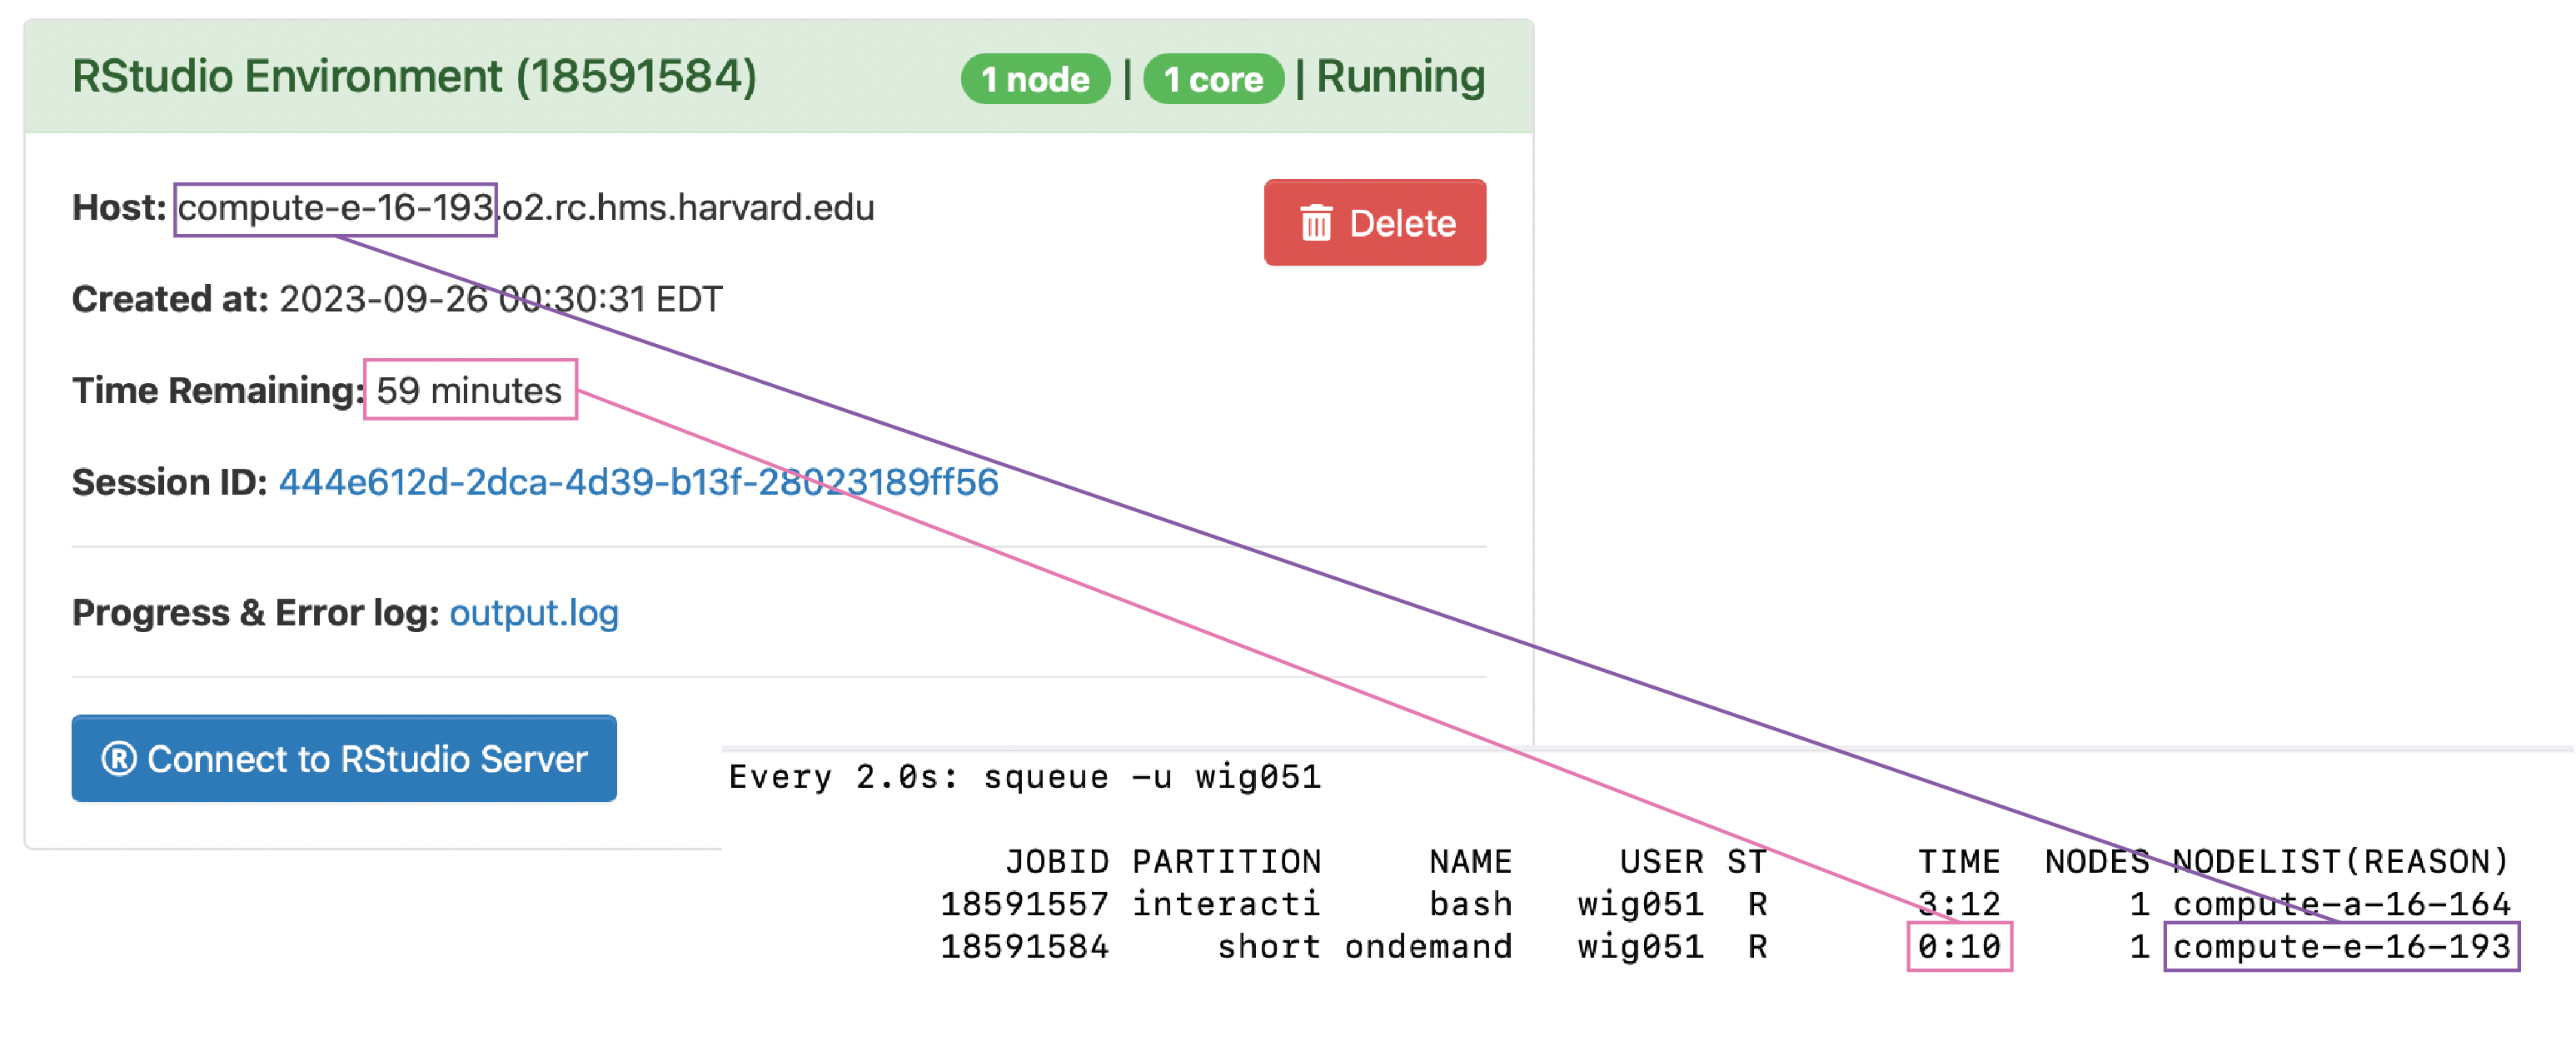 RStudio Environment (18591584) 1 node | 1 core | Running
Host: compute-e-16-193.o2.rc.hms.harvard.edu
Delete
Created at: 2023-09-26 00:30:31 EDT
Time Remaining: 59 minutes
Session ID: 444e612d-2dca-4d39-b13f-28023189ff56
Progress & Error log: output.log
® Connect to RStudio Server
Every 2.0s: squeue -u wig051
JOBID PARTITION NAME USER ST TIME NODES NODELIST(REASON)
18591557 interacti bash wig051 R 3:12 1 compute-a-16-164
18591584 short ondemand wig051 R 0:10 1 compute-e-16-193